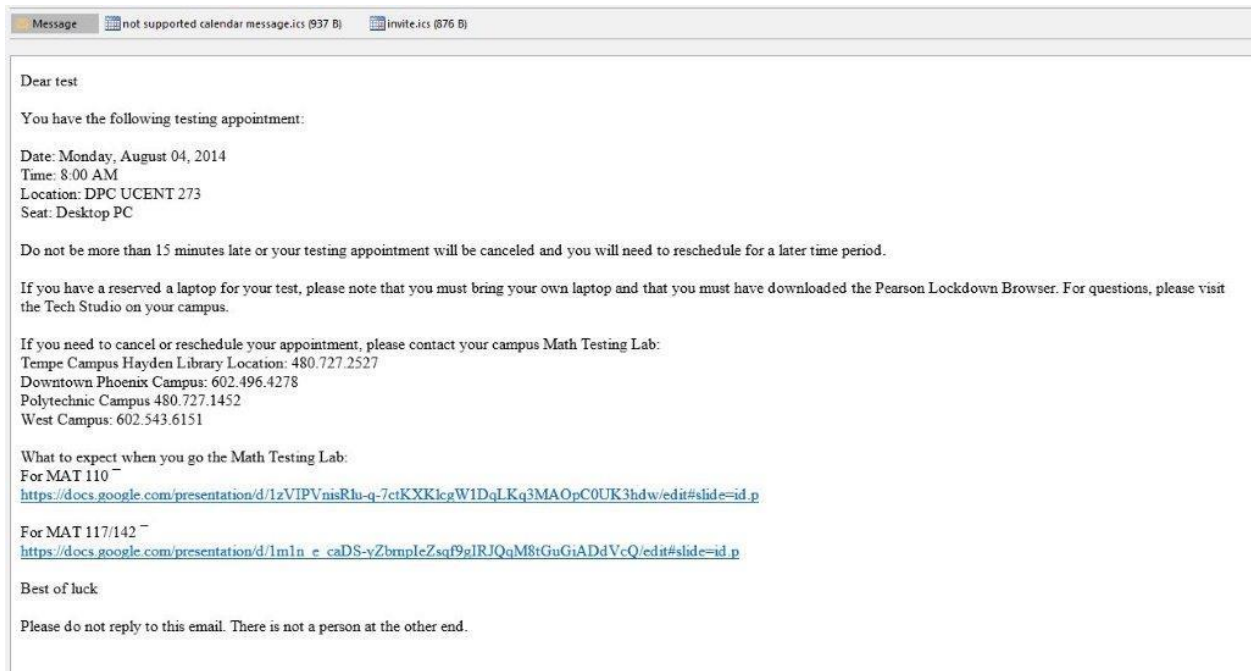 Message not supported calendar message.ics (937 B) invite.ics (876 B)
Dear test
You have the following testing appointment:
Date: Monday, August 04, 2014
Time: 8:00 AM
Location: DPC UCENT 273
Seat: Desktop PC
Do not be more than 15 minutes late or your testing appointment will be canceled and you will need to reschedule for a later time period.
If you have a reserved a laptop for your test, please note that you must bring your own laptop and that you must have downloaded the Pearson Lockdown Browser. For questions, please visit
the Tech Studio on your campus.
If you need to cancel or reschedule your appointment, please contact your campus Math Testing Lab:
Tempe Campus Hayden Library Location: 480.727.2527
Downtown Phoenix Campus: 602.496.4278
Polytechnic Campus 480.727.1452
West Campus: 602.543.6151
What to expect when you go the Math Testing Lab:
For MAT 110 ¯
https://docs.google.com/presentation/d/1zVIPVnisRlu-q-7ctKXKlcgW1DqLKq3MAOpC0UK3hdw/edit#slide=id.p
For MAT 117/142 ¯
https://docs.google.com/presentation/d/1m1n_e_caDS-yZbmpIeZsqf9gIRJQqM8tGuGiADdVcQ/edit#slide=id.p
Best of luck
Please do not reply to this email. There is not a person at the other end.